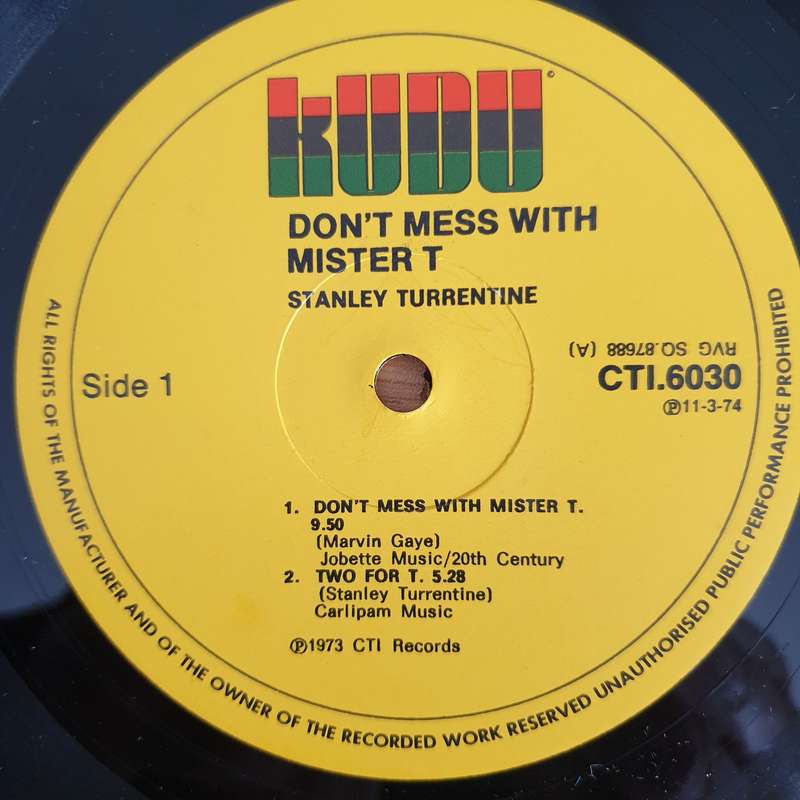 KUDU
©
DON'T MESS WITH
MISTER T
STANLEY TURRENTINE
RVG SQ.87688 (A)
Side 1
CTI.6030
℗11-3-74
1. DON'T MESS WITH MISTER T.
9.50
(Marvin Gaye)
Jobette Music/20th Century
2. TWO FOR T. 5.28
(Stanley Turrentine)
Carlipam Music
℗1973 CTI Records
ALL RIGHTS OF THE MANUFACTURER AND OF THE OWNER OF THE RECORDED WORK RESERVED UNAUTHORISED PUBLIC PERFORMANCE PROHIBITED